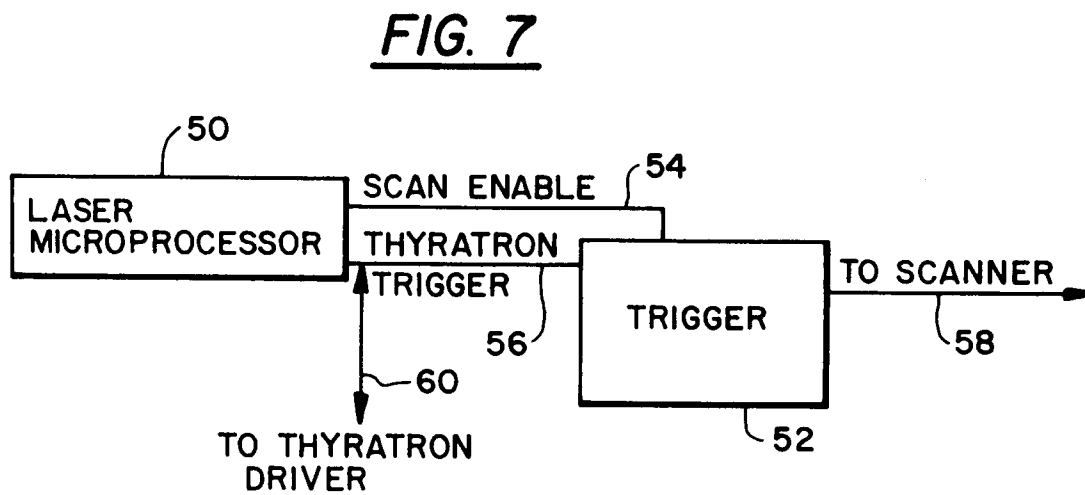 FIG. 7
50
LASER
MICROPROCESSOR
SCAN ENABLE
54
THYRATRON
TRIGGER
56
TRIGGER
TO SCANNER
58
60
52
TO THYRATRON
DRIVER